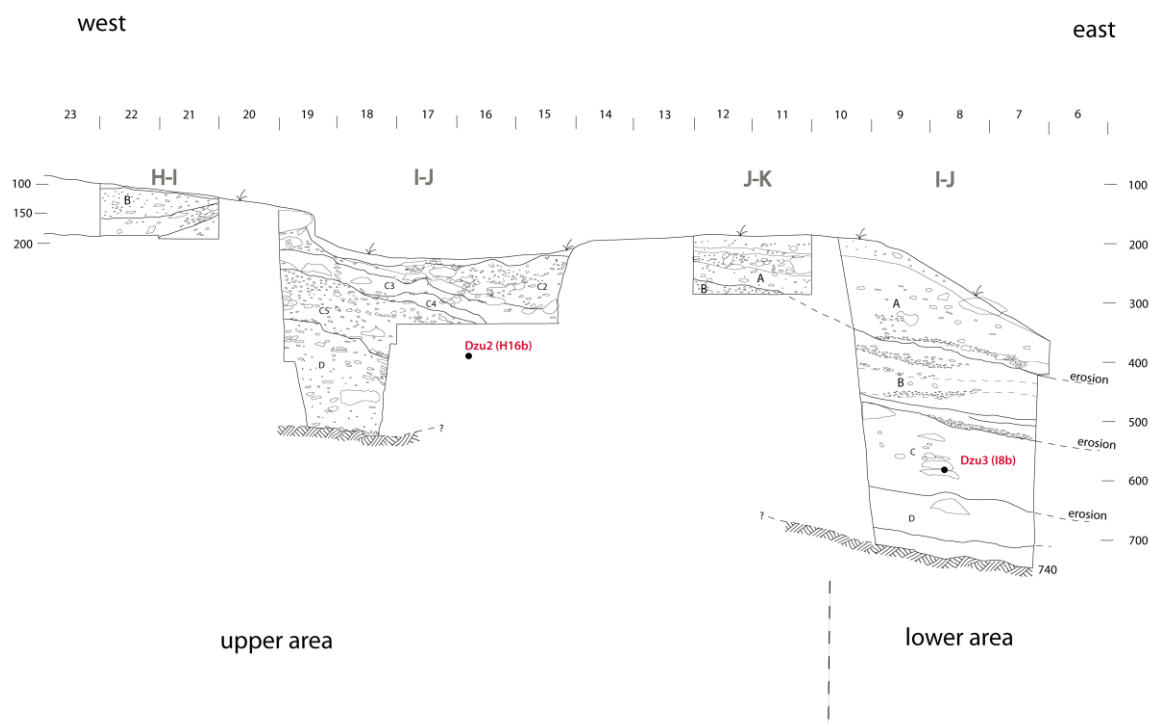 west
east
23 22 21 20 19 18 17 16 15 14 13 12 11 10 9 8 7 6
H-I I-J J-K I-J
100 100
B
150
200 200
C3 C2
A
B
C4
300
A
C5
Dzu2 (H16b)
D
400
erosion
B
?
500
erosion
C
Dzu3 (I8b)
600
erosion
?
D
700
740
upper area
lower area